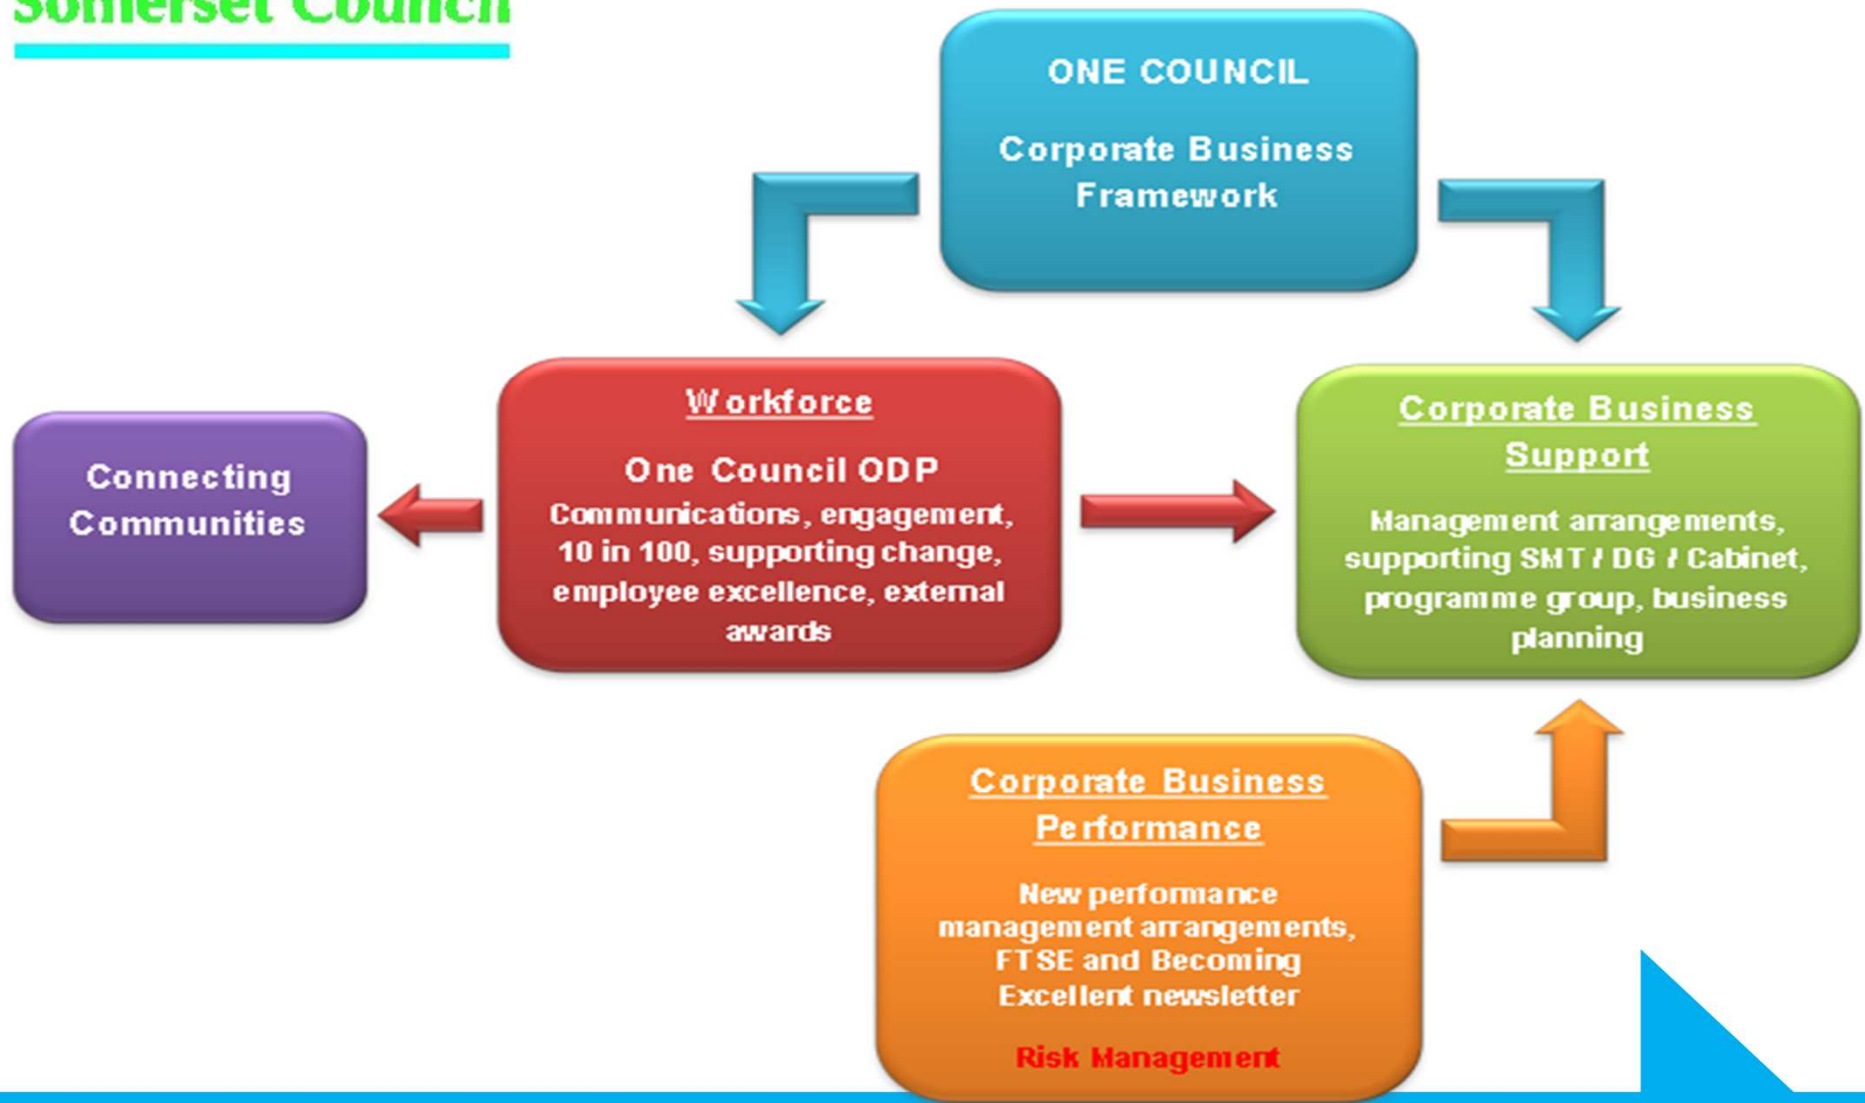 Somerset Council
ONE COUNCIL
Corporate Business
Framework
Connecting
Communities
Workforce
One Council ODP
Communications, engagement,
10 in 100, supporting change,
employee excellence, external
awards
Corporate Business
Support
Management arrangements,
supporting SMT / DG / Cabinet,
programme group, business
planning
Corporate Business
Performance
New performance
management arrangements,
FTSE and Becoming
Excellent newsletter
Risk Management